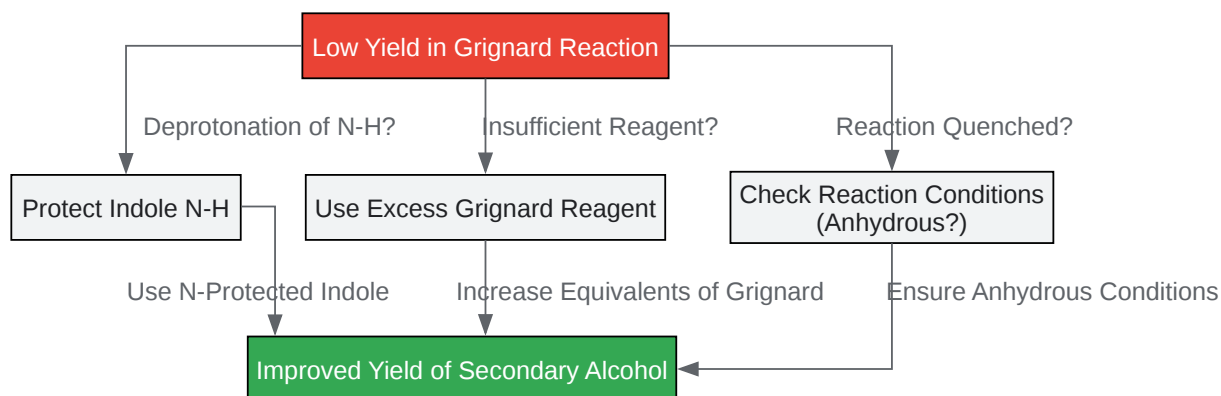 Low Yield in Grignard Reaction
Deprotonation of N-H?
Insufficient Reagent?
Reaction Quenched?
Protect Indole N-H
Use Excess Grignard Reagent
Check Reaction Conditions
(Anhydrous?)
Use N-Protected Indole
Increase Equivalents of Grignard
Ensure Anhydrous Conditions
Improved Yield of Secondary Alcohol